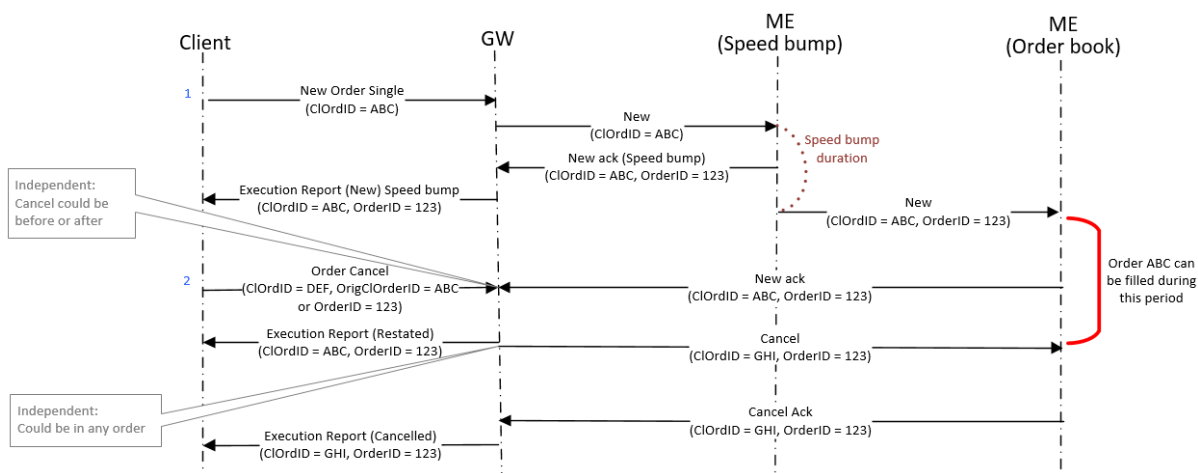 Client
GW
ME
(Speed bump)
ME
(Order book)
1
New Order Single
(ClOrdID = ABC)
New
(ClOrdID = ABC)
Speed bump
duration
New ack (Speed bump)
(ClOrdID = ABC, OrderID = 123)
Independent:
Cancel could be
before or after
Execution Report (New) Speed bump
(ClOrdID = ABC, OrderID = 123)
New
(ClOrdID = ABC, OrderID = 123)
2
Order Cancel
(ClOrdID = DEF, OrigClOrderID = ABC
or OrderID = 123)
New ack
(ClOrdID = ABC, OrderID = 123)
Order ABC can
be filled during
this period
Execution Report (Restated)
(ClOrdID = ABC, OrderID = 123)
Cancel
(ClOrdID = GHI, OrderID = 123)
Independent:
Could be in any order
Cancel Ack
(ClOrdID = GHI, OrderID = 123)
Execution Report (Cancelled)
(ClOrdID = GHI, OrderID = 123)